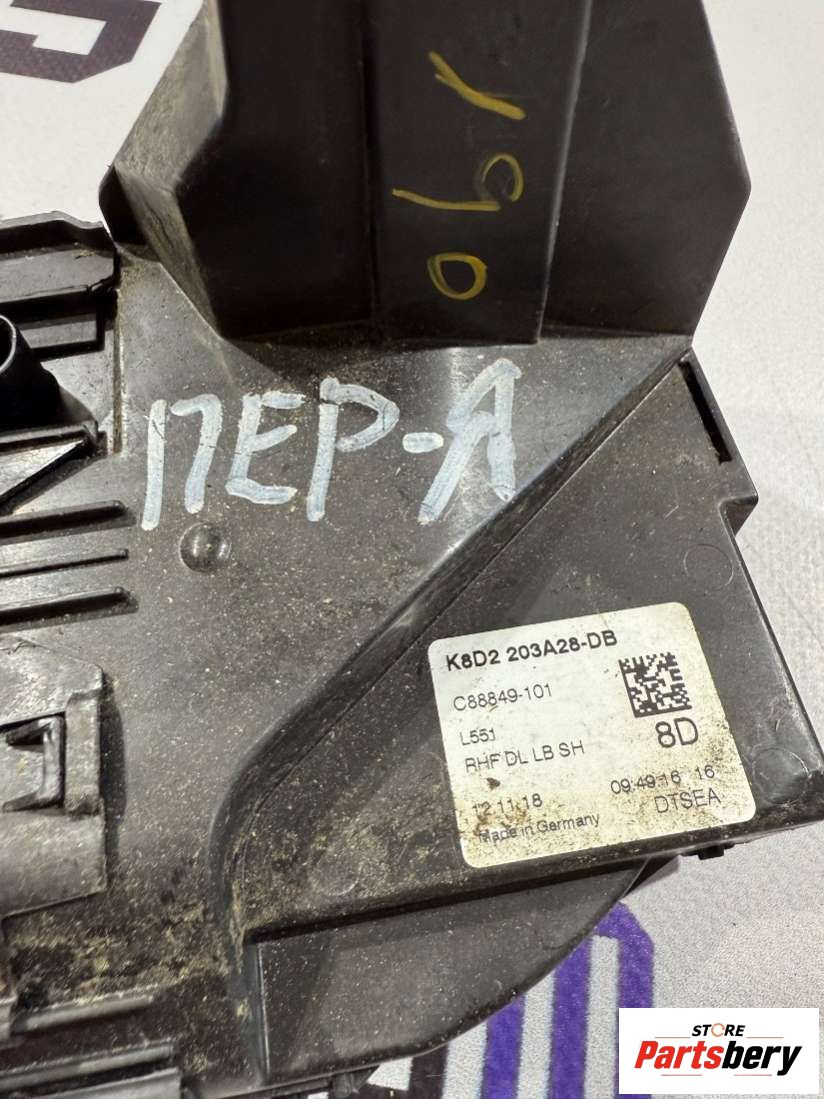 061
ПЕР-Я
K8D2 203A28-DB
C88849-101
L551
RHF DL LB SH
8D
12.11.18
09:49:16 16
Made in Germany
DTSEA
STORE
Partsbery